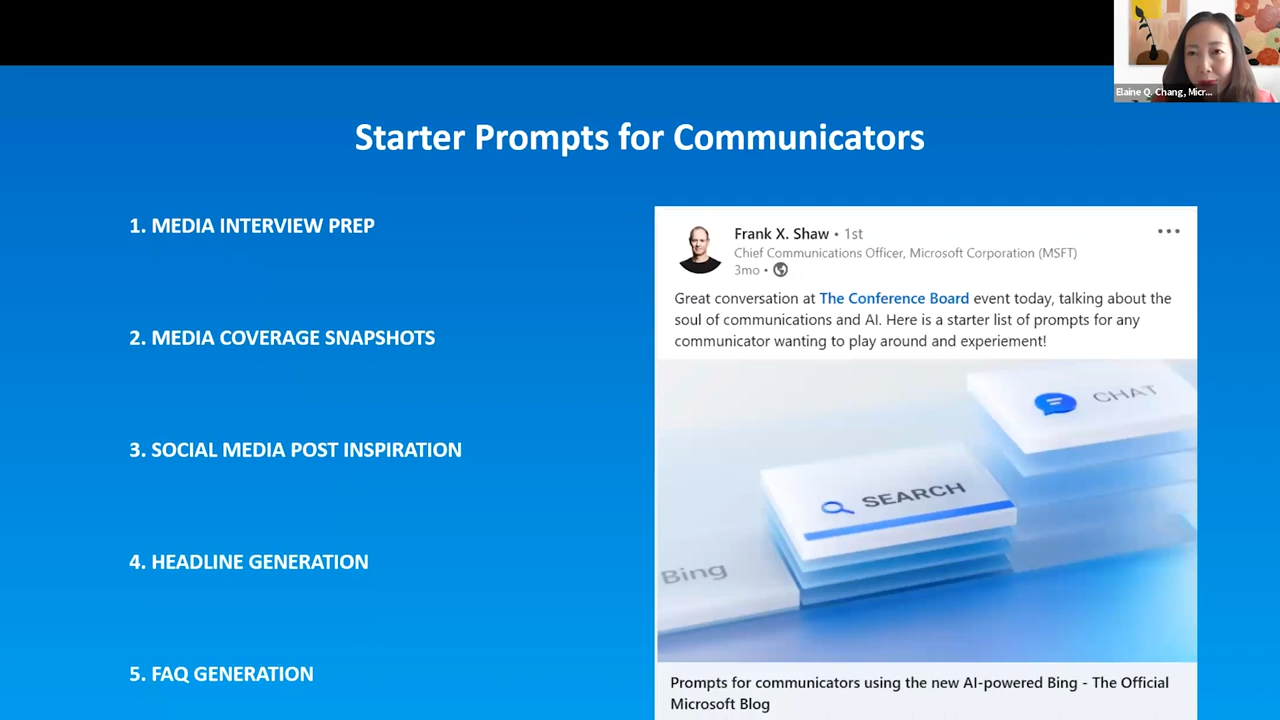 Elaine Q. Chang, Micr...
Starter Prompts for Communicators
1. MEDIA INTERVIEW PREP
2. MEDIA COVERAGE SNAPSHOTS
3. SOCIAL MEDIA POST INSPIRATION
4. HEADLINE GENERATION
5. FAQ GENERATION
Frank X. Shaw • 1st
Chief Communications Officer, Microsoft Corporation (MSFT)
3mo •
Great conversation at The Conference Board event today, talking about the
soul of communications and AI. Here is a starter list of prompts for any
communicator wanting to play around and experiement!
CHAT
SEARCH
Bing
Prompts for communicators using the new AI-powered Bing - The Official
Microsoft Blog